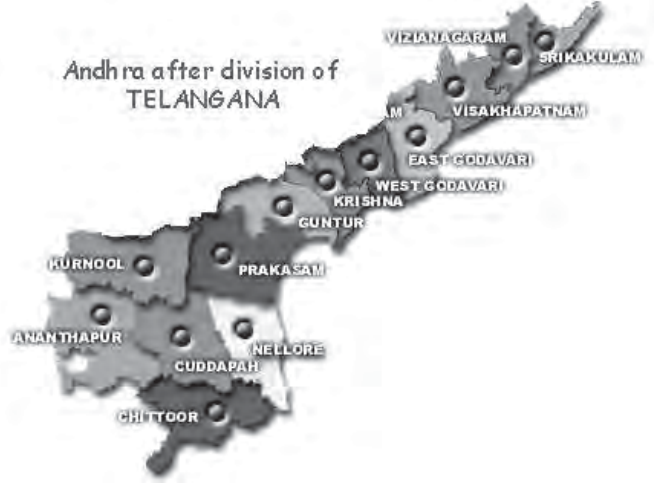 Andhra after division of
TELANGANA
VIZIANAGARAM
SRIKAKULAM
AM
VISAKHAPATNAM
EAST GODAVARI
WEST GODAVARI
KRISHNA
GUNTUR
KURNOOL
PRAKASAM
ANANTHAPUR
NELLORE
CUDDAPAH
CHITTOOR